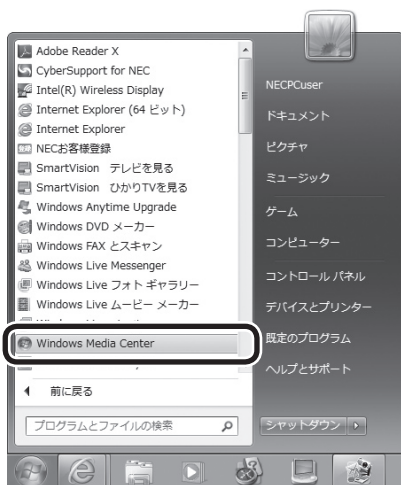 Adobe Reader X
CyberSupport for NEC
Intel(R) Wireless Display
Internet Explorer (64 ビット)
Internet Explorer
NECお客様登録
SmartVision　テレビを見る
SmartVision　ひかりTVを見る
Windows Anytime Upgrade
Windows DVD メーカー
Windows FAX とスキャン
Windows Live Messenger
Windows Live フォト ギャラリー
Windows Live ムービー メーカー
Windows Media Center
前に戻る
プログラムとファイルの検索
NECPCuser
ドキュメント
ピクチャ
ミュージック
ゲーム
コンピューター
コントロール パネル
デバイスとプリンター
既定のプログラム
ヘルプとサポート
シャットダウン